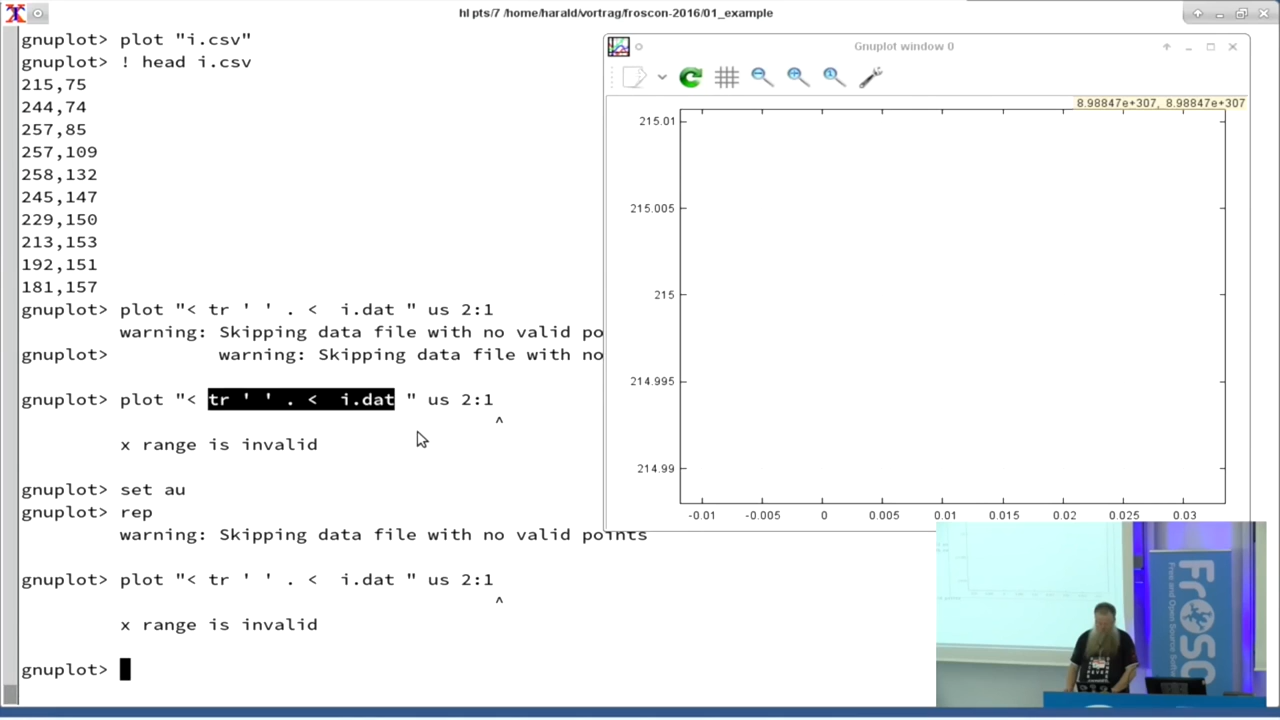 hl pts/7 /home/harald/vortrag/froscon-2016/01_example
gnuplot> plot "i.csv"
gnuplot> ! head i.csv
215,75
244,74
257,85
257,109
258,132
245,147
229,150
213,153
192,151
181,157
gnuplot> plot "< tr ' ' . <  i.dat " us 2:1
warning: Skipping data file with no valid po
gnuplot>          warning: Skipping data file with no
gnuplot> plot "< tr ' ' . <  i.dat " us 2:1
^
x range is invalid
gnuplot> set au
gnuplot> rep
warning: Skipping data file with no valid points
gnuplot> plot "< tr ' ' . <  i.dat " us 2:1
^
x range is invalid
gnuplot>
Gnuplot window 0
8.98847e+307, 8.98847e+307
215.01
215.005
215
214.995
214.99
-0.01 -0.005 0 0.005 0.01 0.015 0.02 0.025 0.03
FrOSC
Free and Open Source Softw